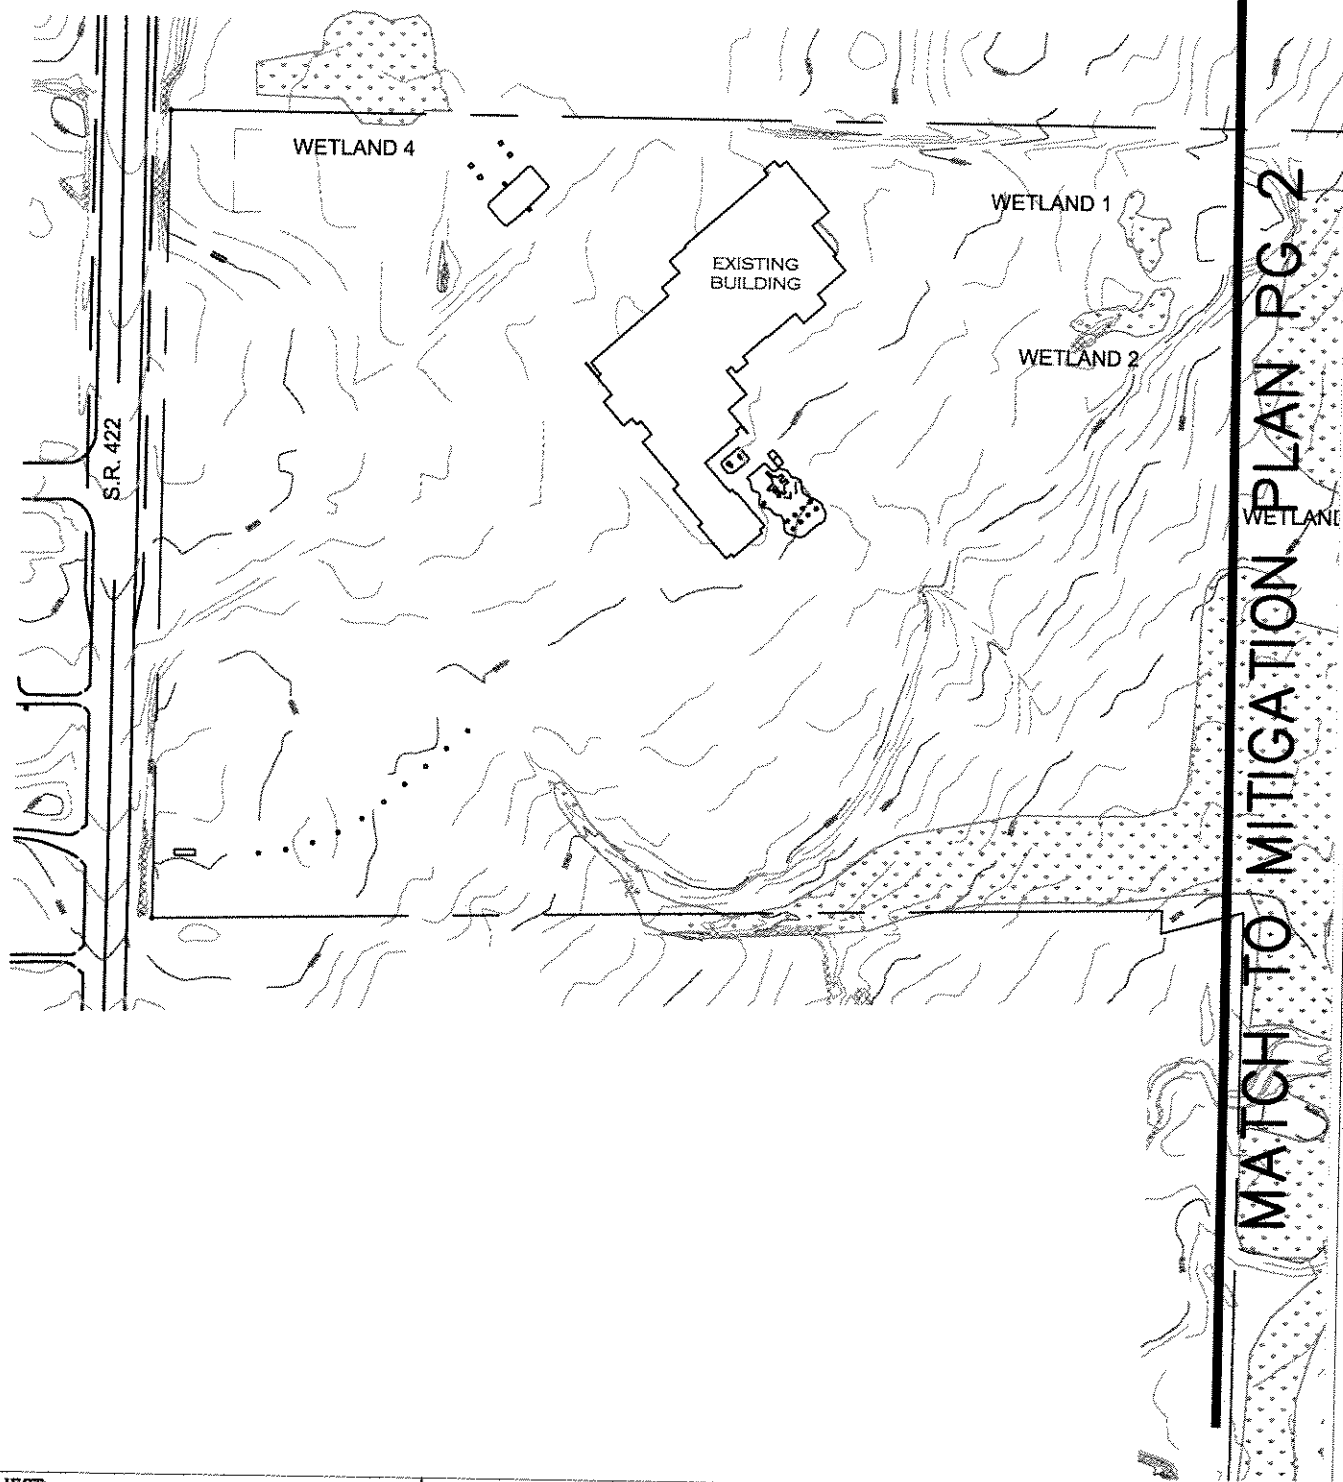 WETLAND 4
WETLAND 1
EXISTING
BUILDING
WETLAND 2
S.R. 422
WETLAND
MATCH TO MITIGATION PLAN PG 2